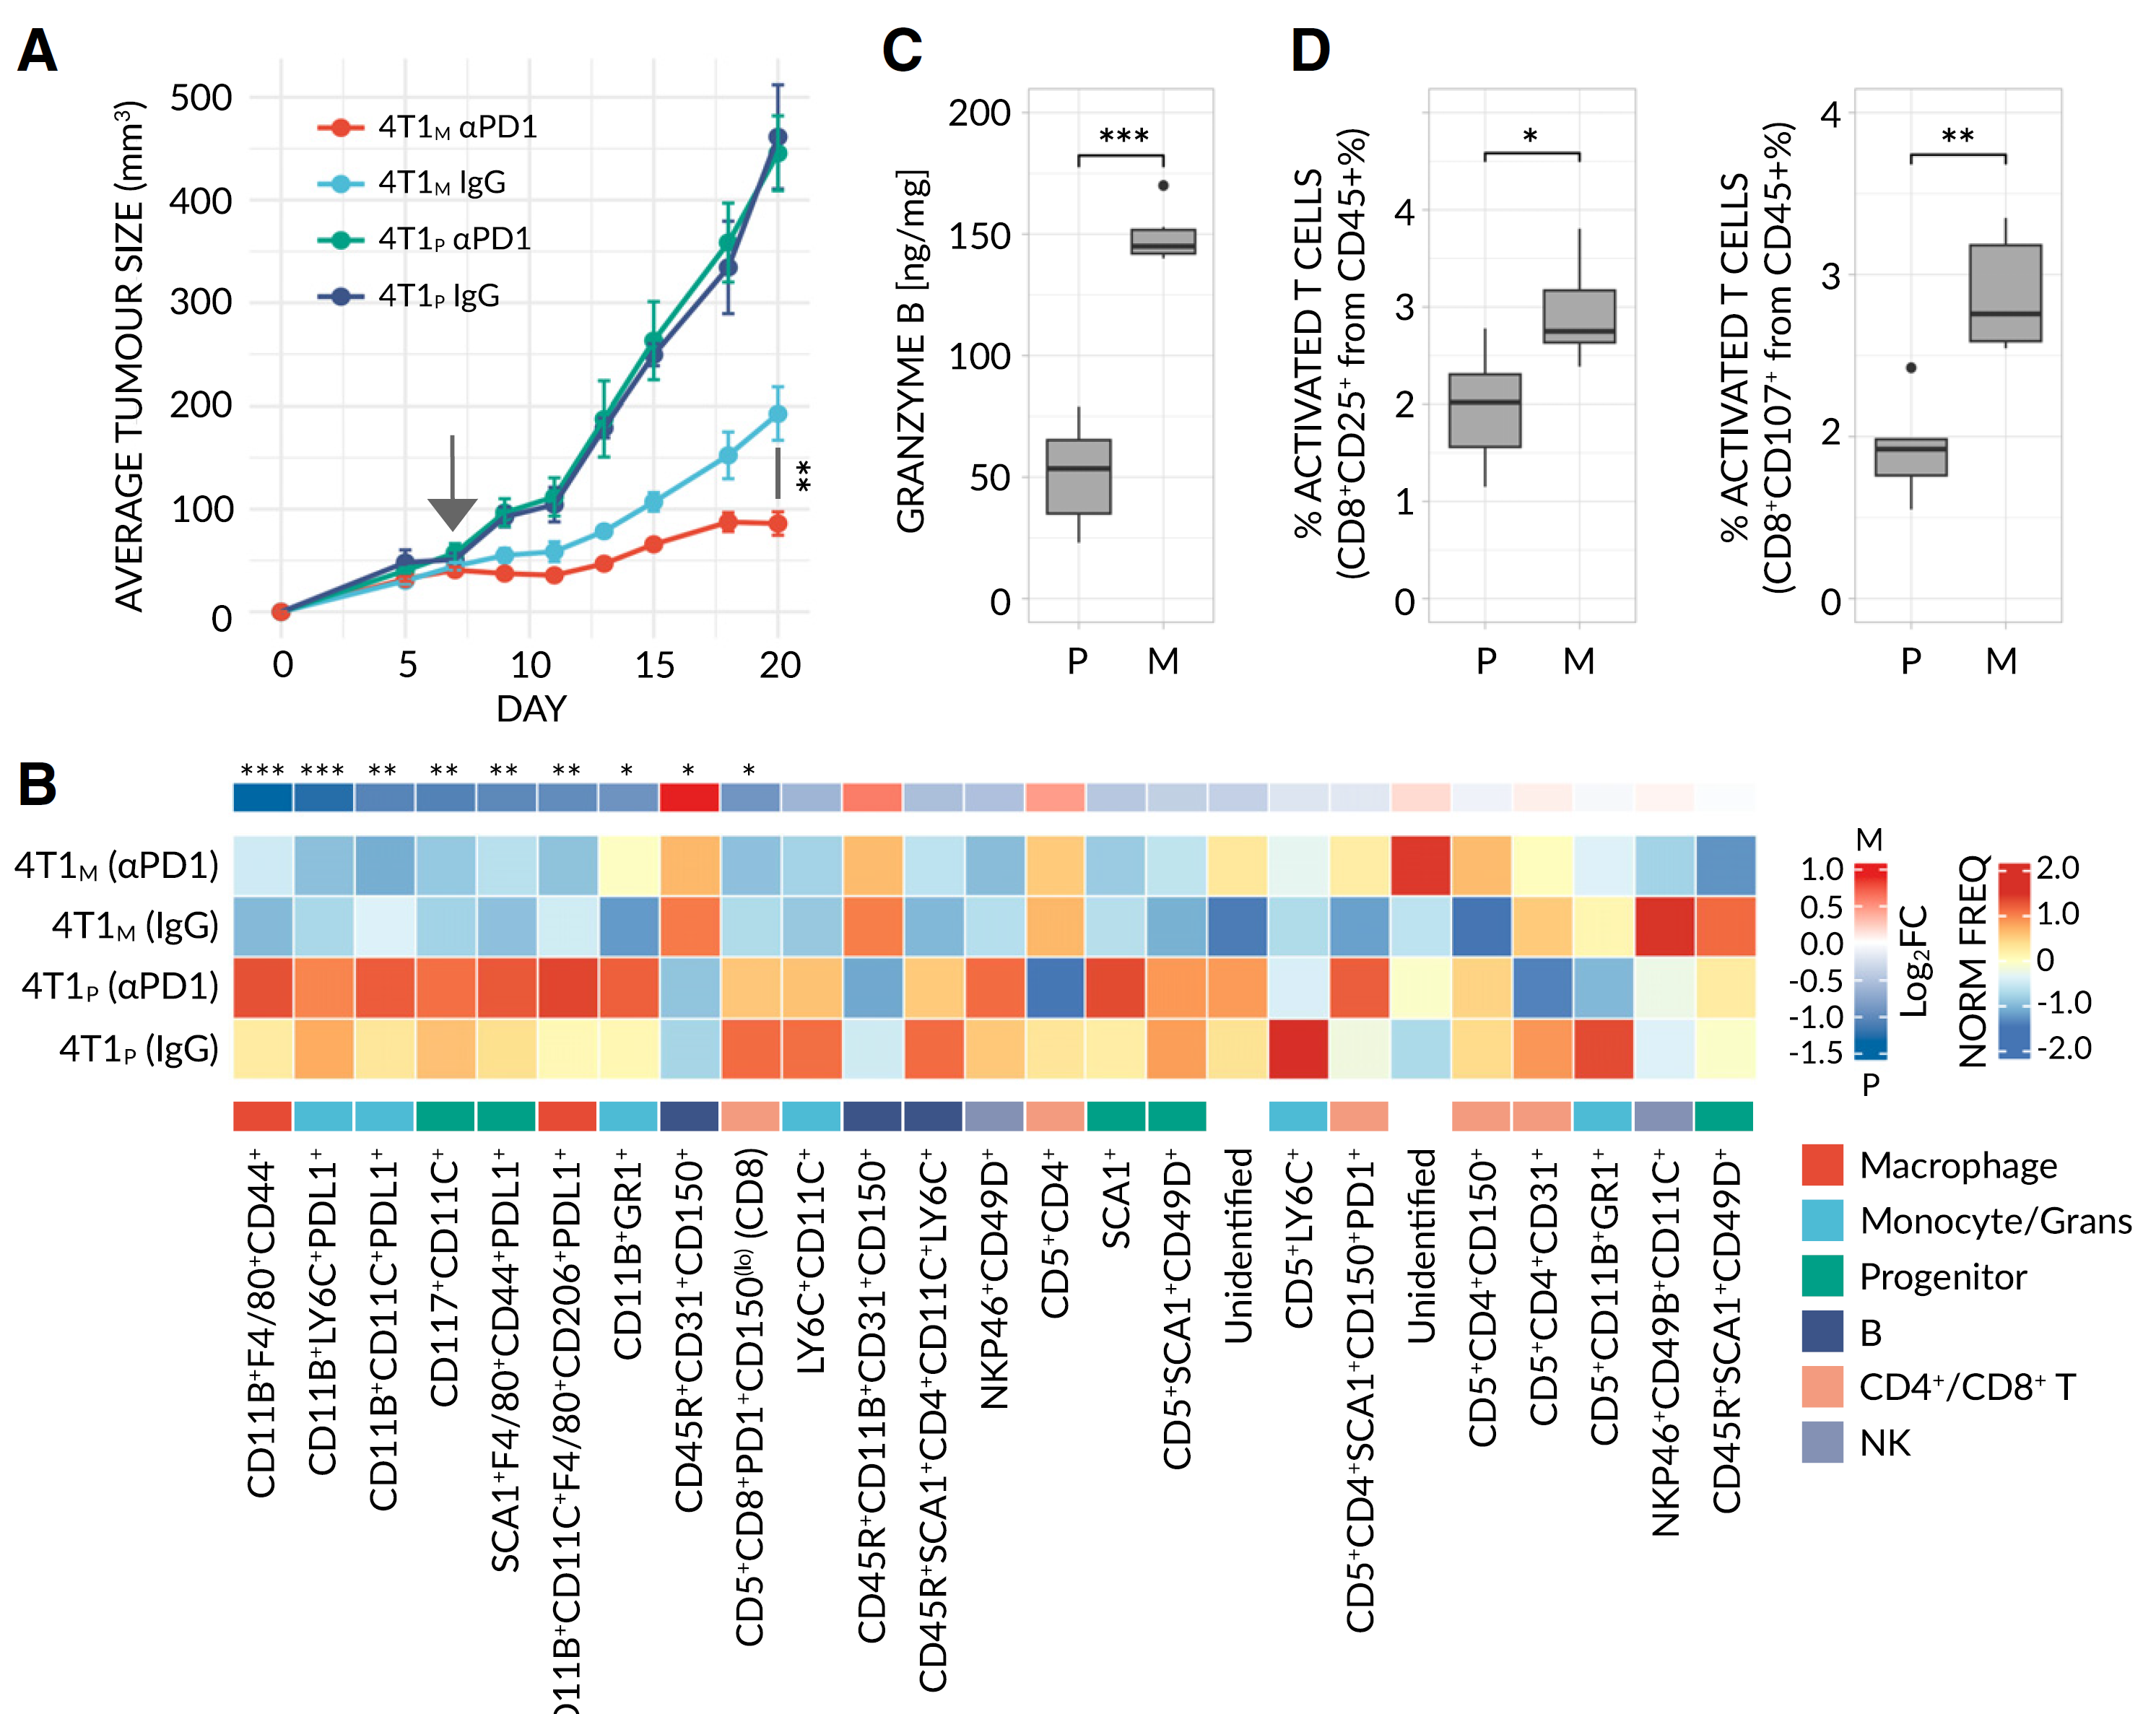 A
AVERAGE TUMOUR SIZE (mm³)
500
400
300
200
100
0
4T1M αPD1
4T1M IgG
4T1P αPD1
4T1P IgG
**
0 5 10 15 20
DAY
C
GRANZYME B [ng/mg]
200
150
100
50
0
***
P M
D
% ACTIVATED T CELLS
(CD8⁺CD25⁺ from CD45+%)
4
3
2
1
0
*
P M
% ACTIVATED T CELLS
(CD8⁺CD107⁺ from CD45+%)
4
3
2
0
**
P M
B
*** *** ** ** ** ** * * *
4T1M (αPD1)
4T1M (IgG)
4T1P (αPD1)
4T1P (IgG)
CD11B⁺F4/80⁺CD44⁺
CD11B⁺LY6C⁺PDL1⁺
CD11B⁺CD11C⁺PDL1⁺
CD117⁺CD11C⁺
SCA1⁺F4/80⁺CD44⁺PDL1⁺
D11B⁺CD11C⁺F4/80⁺CD206⁺PDL1⁺
CD11B⁺GR1⁺
CD45R⁺CD31⁺CD150⁺
CD5⁺CD8⁺PD1⁺CD150⁽ˡᵒ⁾ (CD8)
LY6C⁺CD11C⁺
CD45R⁺CD11B⁺CD31⁺CD150⁺
CD45R⁺SCA1⁺CD4⁺CD11C⁺LY6C⁺
NKP46⁺CD49D⁺
CD5⁺CD4⁺
SCA1⁺
CD5⁺SCA1⁺CD49D⁺
Unidentified
CD5⁺LY6C⁺
CD5⁺CD4⁺SCA1⁺CD150⁺PD1⁺
Unidentified
CD5⁺CD4⁺CD150⁺
CD5⁺CD4⁺CD31⁺
CD5⁺CD11B⁺GR1⁺
NKP46⁺CD49B⁺CD11C⁺
CD45R⁺SCA1⁺CD49D⁺
M
1.0
0.5
0.0
-0.5
-1.0
-1.5
P
Log₂FC
NORM FREQ
2.0
1.0
0
-1.0
-2.0
Macrophage
Monocyte/Grans
Progenitor
B
CD4⁺/CD8⁺ T
NK